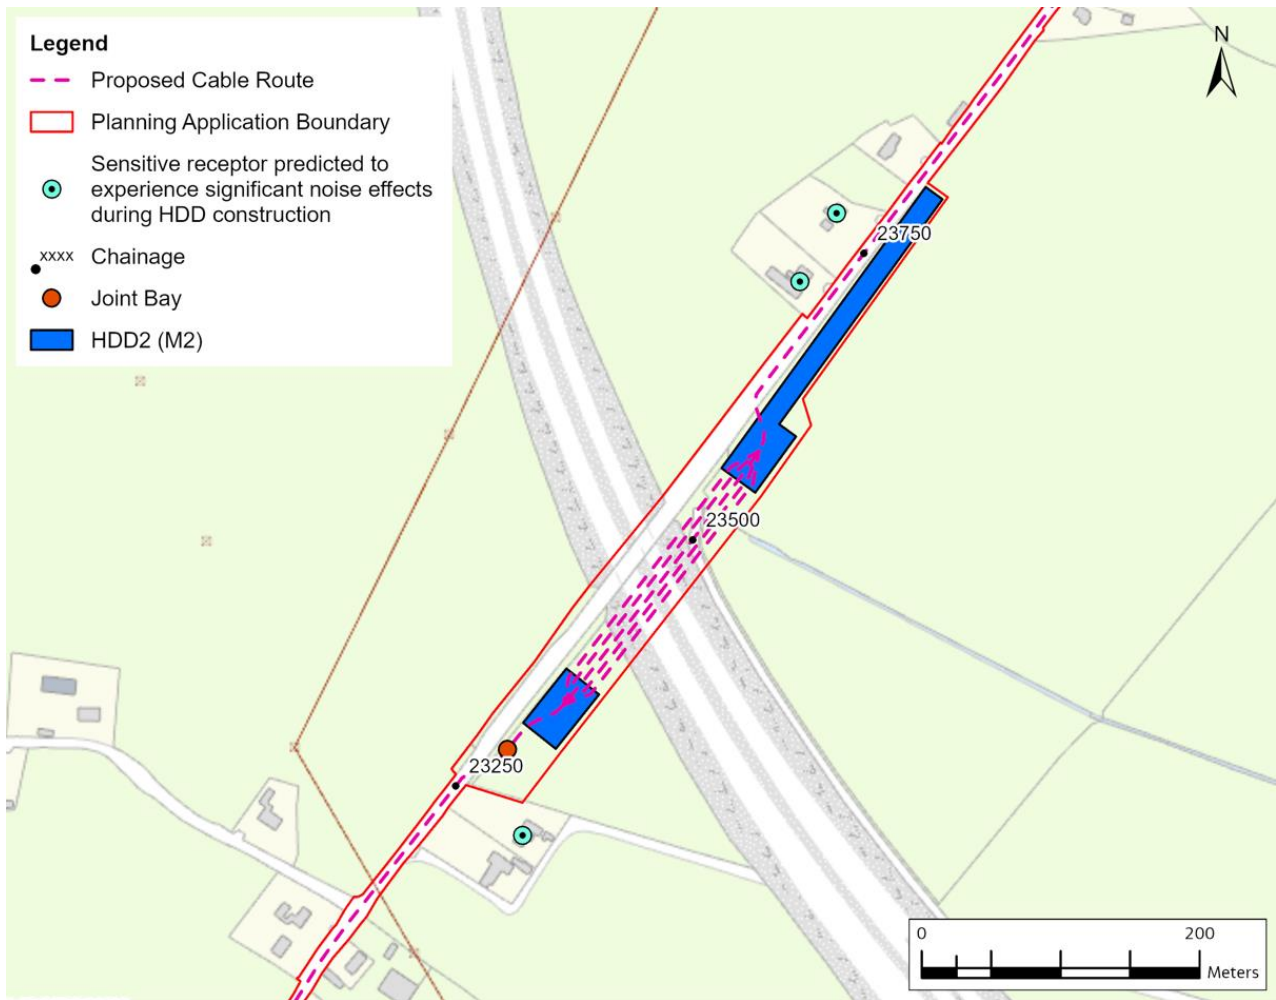 Legend
Proposed Cable Route
Planning Application Boundary
Sensitive receptor predicted to
experience significant noise effects
during HDD construction
xxxx Chainage
Joint Bay
HDD2 (M2)
N
23750
23500
23250
0 200
Meters